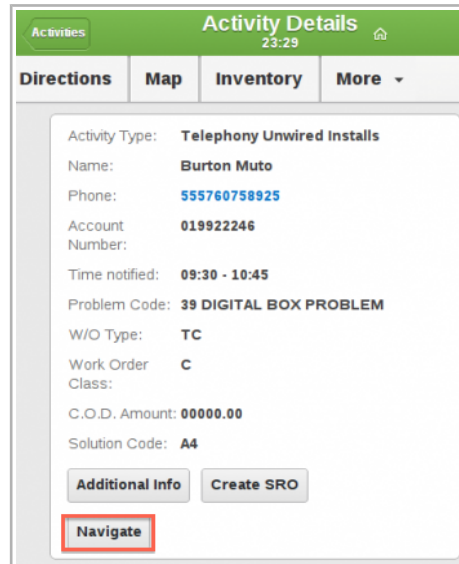 Activities
Activity Details
23:29
Directions Map Inventory More
Activity Type: Telephony Unwired Installs
Name: Burton Muto
Phone: 555760758925
Account 019922246
Number:
Time notified: 09:30 - 10:45
Problem Code: 39 DIGITAL BOX PROBLEM
W/O Type: TC
Work Order C
Class:
C.O.D. Amount: 00000.00
Solution Code: A4
Additional Info Create SRO
Navigate